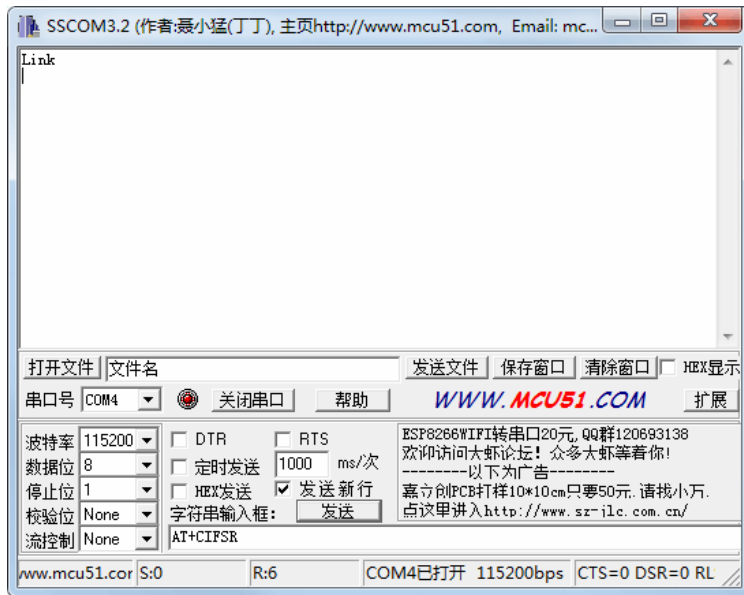 SSCOM3.2 (作者:聂小猛(丁丁), 主页http://www.mcu51.com, Email: mc...
Link
打开文件 文件名 发送文件 保存窗口 清除窗口 HEX显示
串口号 COM4 关闭串口 帮助 WWW.MCU51.COM 扩展
波特率 115200 DTR RTS
数据位 8 定时发送 1000 ms/次
停止位 1 HEX发送 发送新行
校验位 None 字符串输入框: 发送
流控制 None AT+CIFSR
ESP8266WIFI转串口20元, QQ群120693138
欢迎访问大虾论坛! 众多大虾等着你!
--------以下为广告--------
嘉立创PCB打样10*10cm只要50元. 请找小万.
点这里进入http://www.sz-jlc.com.cn/
www.mcu51.cor S:0 R:6 COM4已打开 115200bps CTS=0 DSR=0 RL